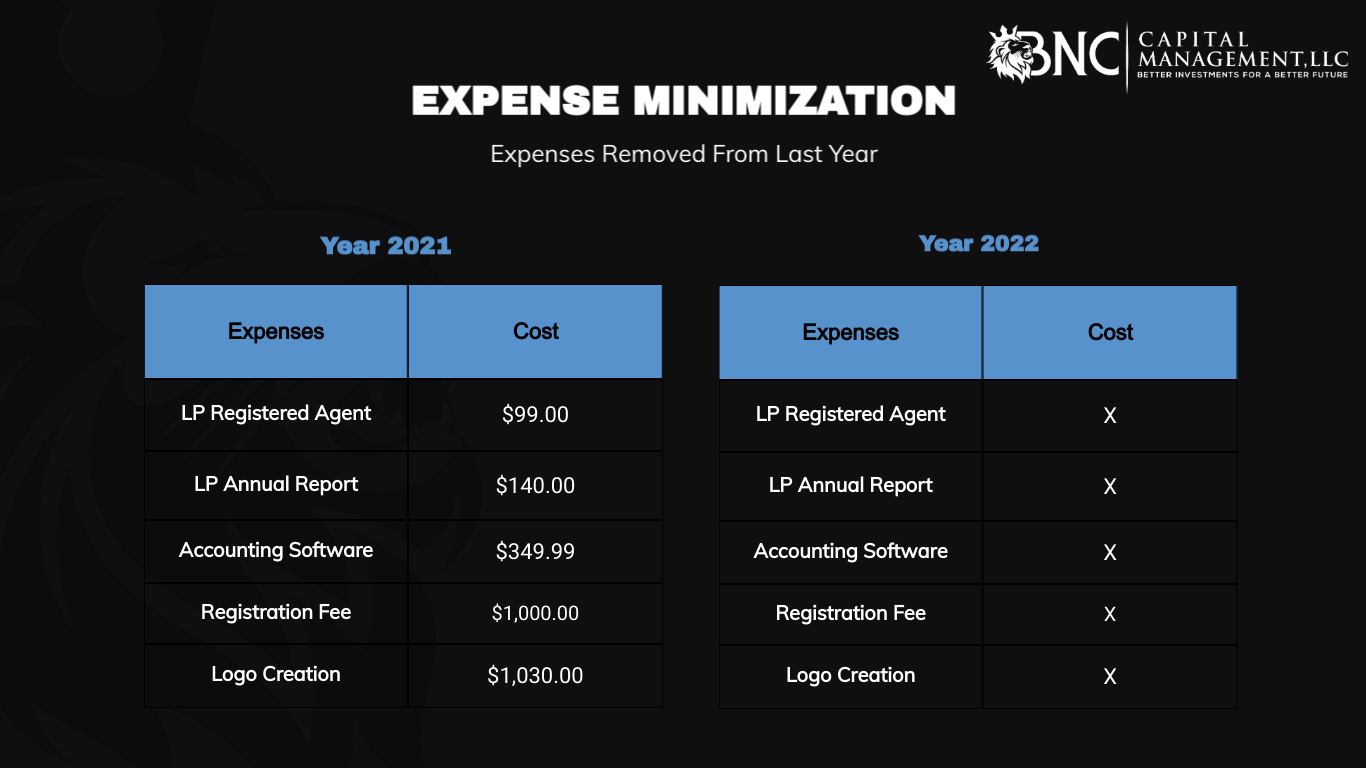 BNC
CAPITAL
MANAGEMENT,LLC
BETTER INVESTMENTS FOR A BETTER FUTURE
EXPENSE MINIMIZATION
Expenses Removed From Last Year
Year 2021
Expenses Cost
LP Registered Agent $99.00
LP Annual Report $140.00
Accounting Software $349.99
Registration Fee $1,000.00
Logo Creation $1,030.00
Year 2022
Expenses Cost
LP Registered Agent X
LP Annual Report X
Accounting Software X
Registration Fee X
Logo Creation X